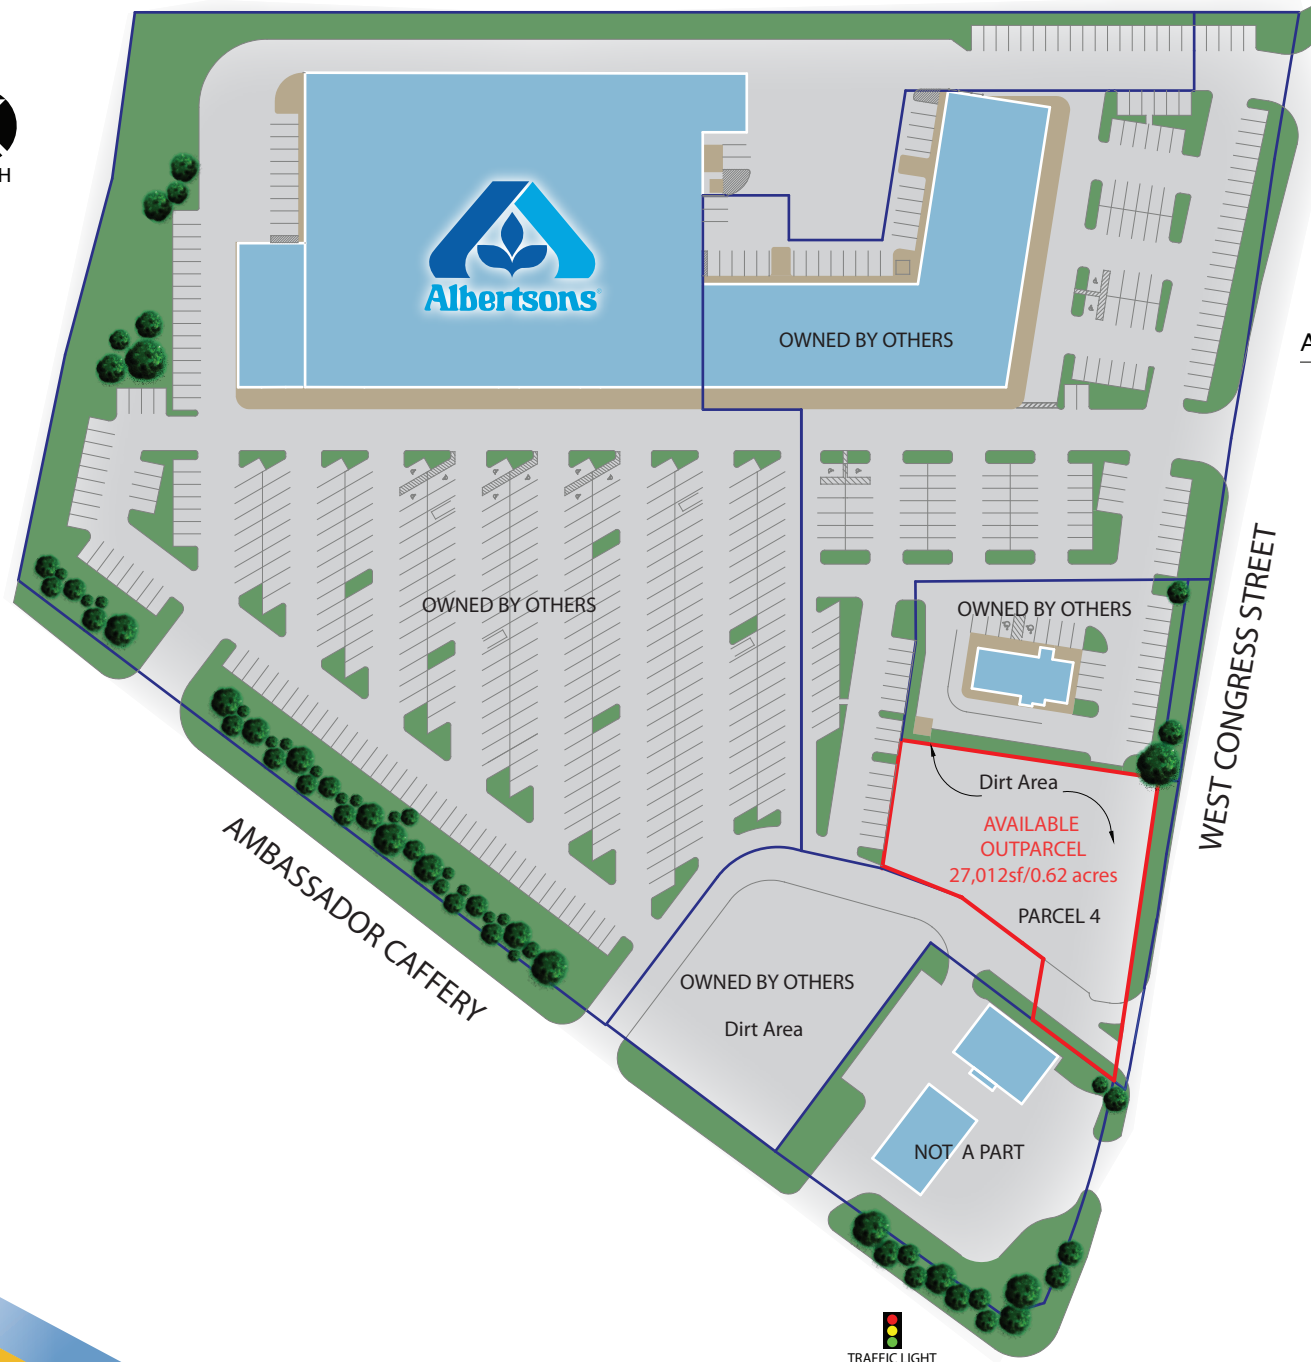 H
Albertsons
OWNED BY OTHERS
A
OWNED BY OTHERS
OWNED BY OTHERS
WEST CONGRESS STREET
Dirt Area
AVAILABLE
OUTPARCEL
27,012sf/0.62 acres
PARCEL 4
AMBASSADOR CAFFERY
OWNED BY OTHERS
Dirt Area
NOT A PART
TRAFFIC LIGHT